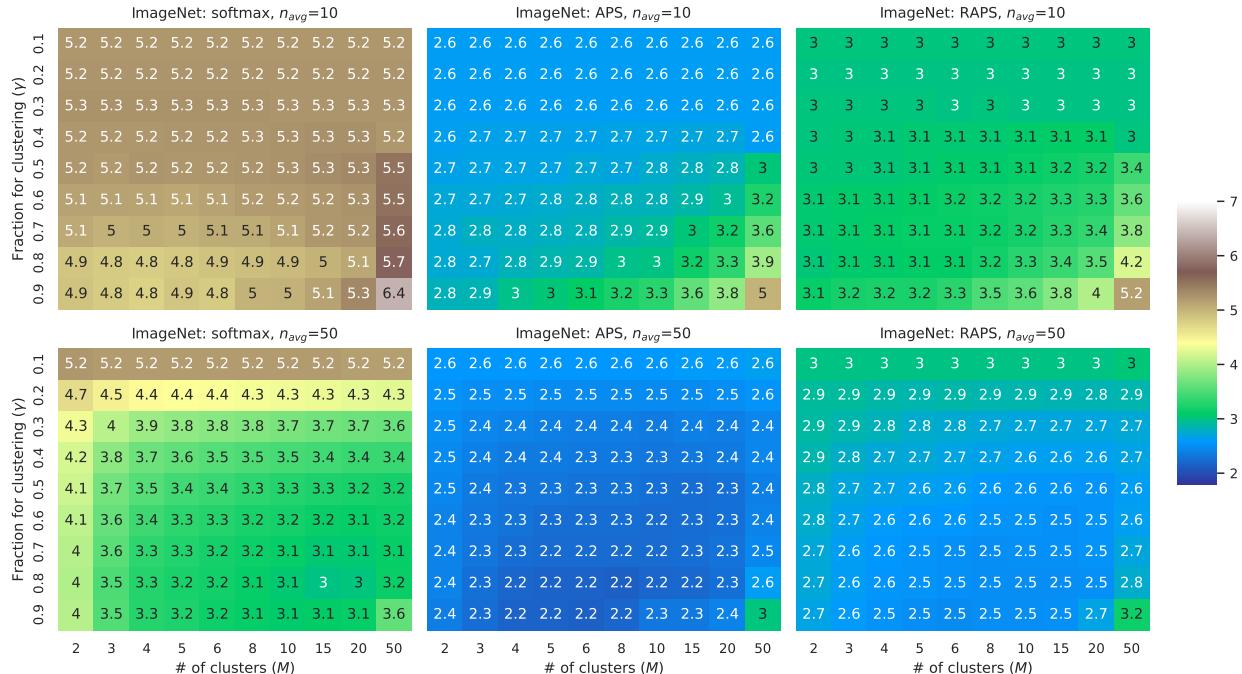 ImageNet: softmax, n_avg=10
ImageNet: APS, n_avg=10
ImageNet: RAPS, n_avg=10
Fraction for clustering (γ)
0.1 5.2 5.2 5.2 5.2 5.2 5.2 5.2 5.2 5.2 5.2 2.6 2.6 2.6 2.6 2.6 2.6 2.6 2.6 2.6 2.6 3 3 3 3 3 3 3 3 3 3
0.2 5.2 5.2 5.2 5.2 5.2 5.2 5.2 5.2 5.2 5.2 2.6 2.6 2.6 2.6 2.6 2.6 2.6 2.6 2.6 2.6 3 3 3 3 3 3 3 3 3 3
0.3 5.3 5.3 5.3 5.3 5.3 5.3 5.3 5.3 5.3 5.3 2.6 2.6 2.6 2.6 2.6 2.6 2.6 2.6 2.6 2.6 3 3 3 3 3 3 3 3 3 3
0.4 5.2 5.2 5.2 5.2 5.2 5.2 5.3 5.3 5.3 5.2 2.6 2.7 2.7 2.7 2.7 2.7 2.7 2.7 2.7 2.6 3 3 3.1 3.1 3.1 3.1 3.1 3.1 3.1 3
0.5 5.2 5.2 5.2 5.2 5.2 5.2 5.2 5.3 5.3 5.5 2.7 2.7 2.7 2.7 2.7 2.7 2.8 2.8 2.8 3 3 3 3.1 3.1 3.1 3.1 3.1 3.2 3.2 3.4
0.6 5.1 5.1 5.1 5.1 5.2 5.2 5.2 5.2 5.3 5.5 2.7 2.7 2.7 2.8 2.8 2.8 2.8 2.9 3 3.2 3.1 3.1 3.1 3.1 3.1 3.2 3.2 3.3 3.3 3.6
0.7 5.1 5 5 5 5.1 5.1 5.1 5.2 5.2 5.6 2.8 2.8 2.8 2.8 2.8 2.9 2.9 3 3.2 3.6 3.1 3.1 3.1 3.1 3.1 3.2 3.2 3.3 3.4 3.8
0.8 4.9 4.8 4.8 4.8 4.9 4.9 4.9 5 5.1 5.7 2.8 2.7 2.8 2.9 2.9 3 3 3.2 3.3 3.9 3.1 3.1 3.1 3.1 3.2 3.2 3.3 3.4 3.5 4.2
0.9 4.9 4.8 4.8 4.9 4.8 5 5 5.1 5.3 6.4 2.8 2.9 3 3 3.1 3.2 3.3 3.6 3.8 5 3.1 3.2 3.2 3.3 3.3 3.5 3.6 3.8 4 5.2
ImageNet: softmax, n_avg=50
ImageNet: APS, n_avg=50
ImageNet: RAPS, n_avg=50
Fraction for clustering (γ)
0.1 5.2 5.2 5.2 5.2 5.2 5.2 5.2 5.2 5.2 5.2 2.6 2.6 2.6 2.6 2.6 2.6 2.6 2.6 2.6 2.6 3 3 3 3 3 3 3 3 3 3
0.2 4.7 4.5 4.4 4.4 4.4 4.3 4.3 4.3 4.3 4.3 2.5 2.5 2.5 2.5 2.5 2.5 2.5 2.5 2.6 2.6 2.9 2.9 2.9 2.9 2.9 2.9 2.9 2.9 2.8 2.9
0.3 4.3 4 3.9 3.8 3.8 3.8 3.7 3.7 3.7 3.6 2.5 2.4 2.4 2.4 2.4 2.4 2.4 2.4 2.4 2.4 2.9 2.9 2.8 2.8 2.8 2.7 2.7 2.7 2.7 2.7
0.4 4.2 3.8 3.7 3.6 3.5 3.5 3.5 3.4 3.4 3.4 2.5 2.4 2.4 2.4 2.3 2.3 2.3 2.3 2.4 2.4 2.9 2.8 2.7 2.7 2.7 2.7 2.6 2.6 2.6 2.7
0.5 4.1 3.7 3.5 3.4 3.4 3.3 3.3 3.3 3.2 3.2 2.5 2.4 2.3 2.3 2.3 2.3 2.3 2.3 2.3 2.4 2.8 2.7 2.7 2.6 2.6 2.6 2.6 2.6 2.6 2.6
0.6 4.1 3.6 3.4 3.3 3.3 3.2 3.2 3.2 3.1 3.2 2.4 2.3 2.3 2.2 2.3 2.3 2.2 2.2 2.3 2.4 2.8 2.7 2.6 2.6 2.6 2.5 2.5 2.5 2.5 2.6
0.7 4 3.6 3.3 3.3 3.2 3.2 3.1 3.1 3.1 3.1 2.4 2.3 2.3 2.2 2.2 2.2 2.2 2.2 2.3 2.5 2.7 2.6 2.6 2.5 2.5 2.5 2.5 2.5 2.5 2.7
0.8 4 3.5 3.3 3.2 3.2 3.1 3.1 3 3 3.2 2.4 2.3 2.2 2.2 2.2 2.2 2.2 2.2 2.3 2.6 2.7 2.6 2.6 2.5 2.5 2.5 2.5 2.5 2.5 2.8
0.9 4 3.5 3.3 3.2 3.2 3.1 3.1 3.1 3.1 3.6 2.4 2.3 2.2 2.2 2.2 2.2 2.3 2.3 2.4 3 2.7 2.6 2.5 2.5 2.5 2.5 2.5 2.5 2.7 3.2
2 3 4 5 6 8 10 15 20 50 2 3 4 5 6 8 10 15 20 50 2 3 4 5 6 8 10 15 20 50
# of clusters (M)
# of clusters (M)
# of clusters (M)
7
6
5
4
3
2